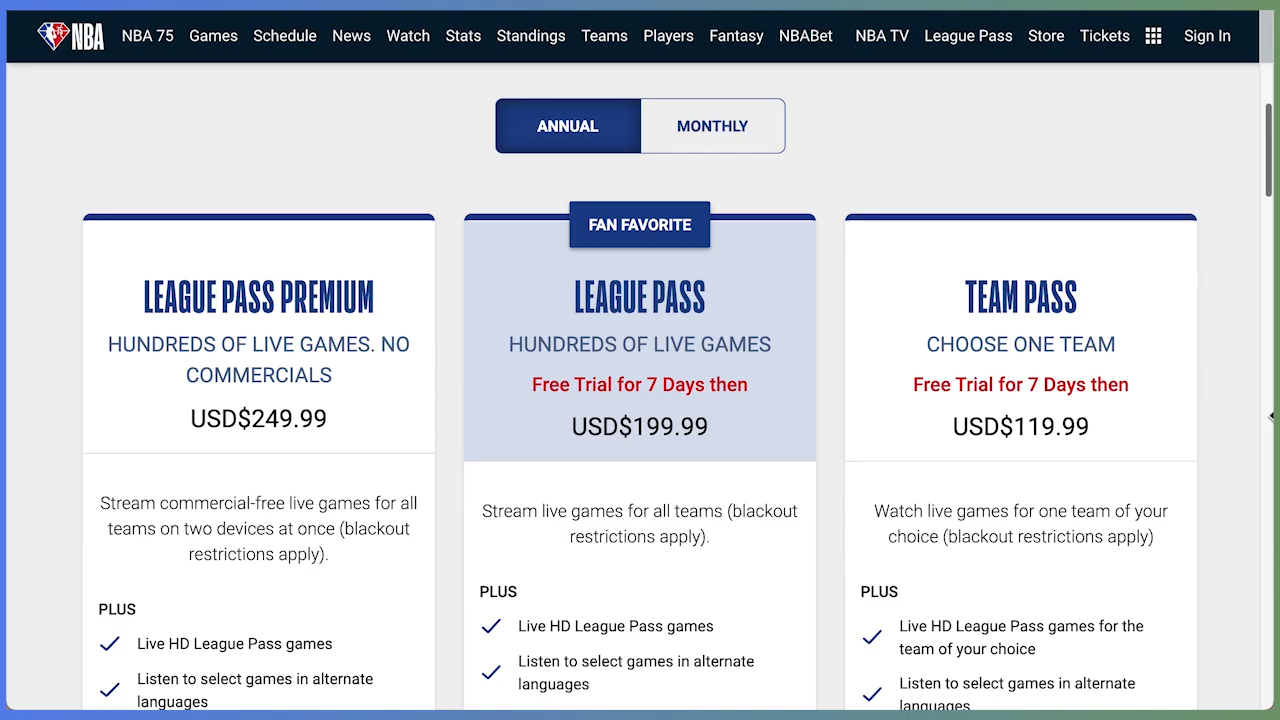 NBA NBA 75 Games Schedule News Watch Stats Standings Teams Players Fantasy NBABet NBA TV League Pass Store Tickets Sign In
ANNUAL MONTHLY
FAN FAVORITE
LEAGUE PASS PREMIUM
HUNDREDS OF LIVE GAMES. NO
COMMERCIALS
USD$249.99
Stream commercial-free live games for all
teams on two devices at once (blackout
restrictions apply).
PLUS
Live HD League Pass games
Listen to select games in alternate
languages
LEAGUE PASS
HUNDREDS OF LIVE GAMES
Free Trial for 7 Days then
USD$199.99
Stream live games for all teams (blackout
restrictions apply).
PLUS
Live HD League Pass games
Listen to select games in alternate
languages
TEAM PASS
CHOOSE ONE TEAM
Free Trial for 7 Days then
USD$119.99
Watch live games for one team of your
choice (blackout restrictions apply)
PLUS
Live HD League Pass games for the
team of your choice
Listen to select games in alternate
languages